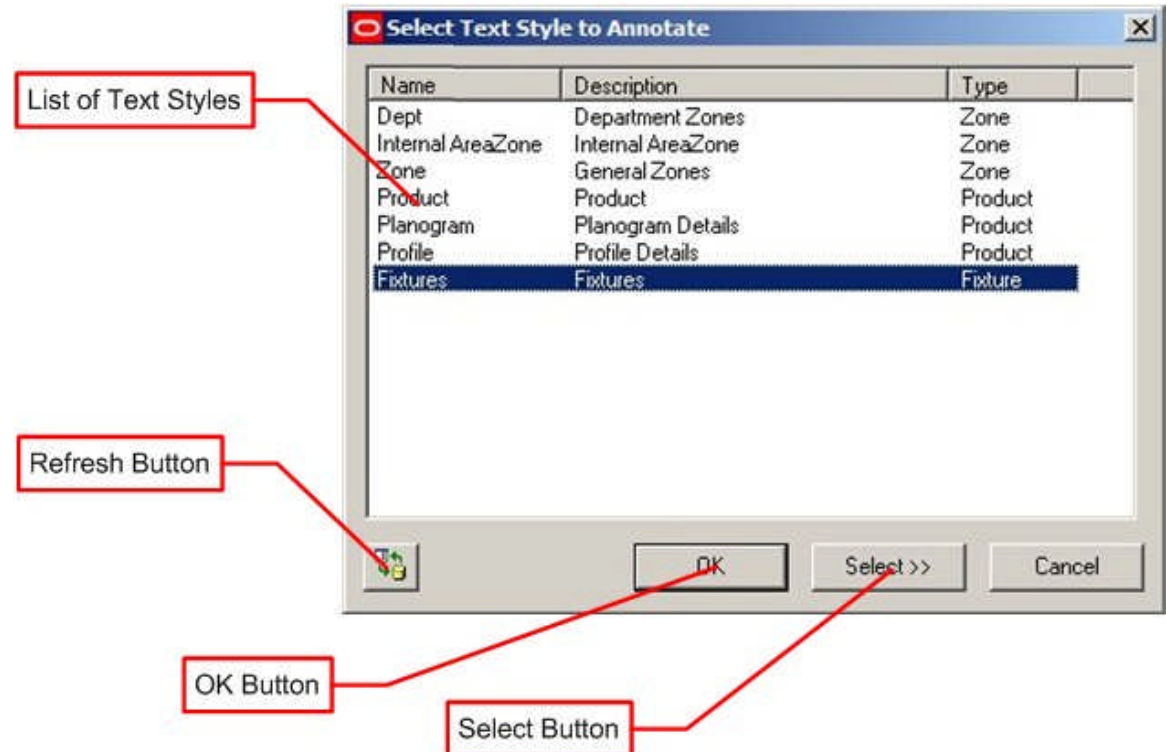 Select Text Style to Annotate
List of Text Styles
Name Description Type
Dept Department Zones Zone
Internal AreaZone Internal AreaZone Zone
Zone General Zones Zone
Product Product Product
Planogram Planogram Details Product
Profile Profile Details Product
Fixtures Fixtures Fixture
Refresh Button
OK Select >> Cancel
OK Button
Select Button